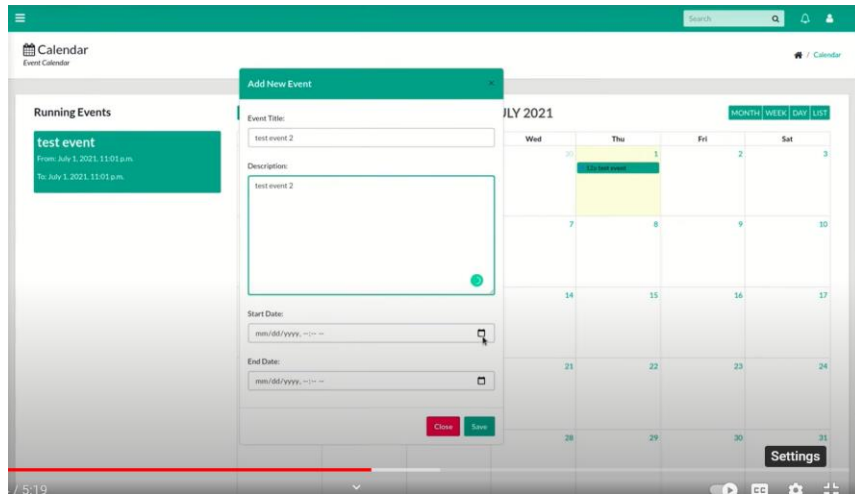 Search
Calendar
Event Calendar
/ Calendar
Add New Event
×
Running Events
test event
From: July 1, 2021, 11:01 p.m.
To: July 1, 2021, 11:01 p.m.
Event Title:
test event 2
Description:
test event 2
Start Date:
mm/dd/yyyy, --:-- --
End Date:
mm/dd/yyyy, --:-- --
Close Save
JULY 2021
MONTH WEEK DAY LIST
Wed Thu Fri Sat
30 1 2 3
test event
7 8 9 10
14 15 16 17
21 22 23 24
28 29 30 31
Settings
/ 5:19
CC